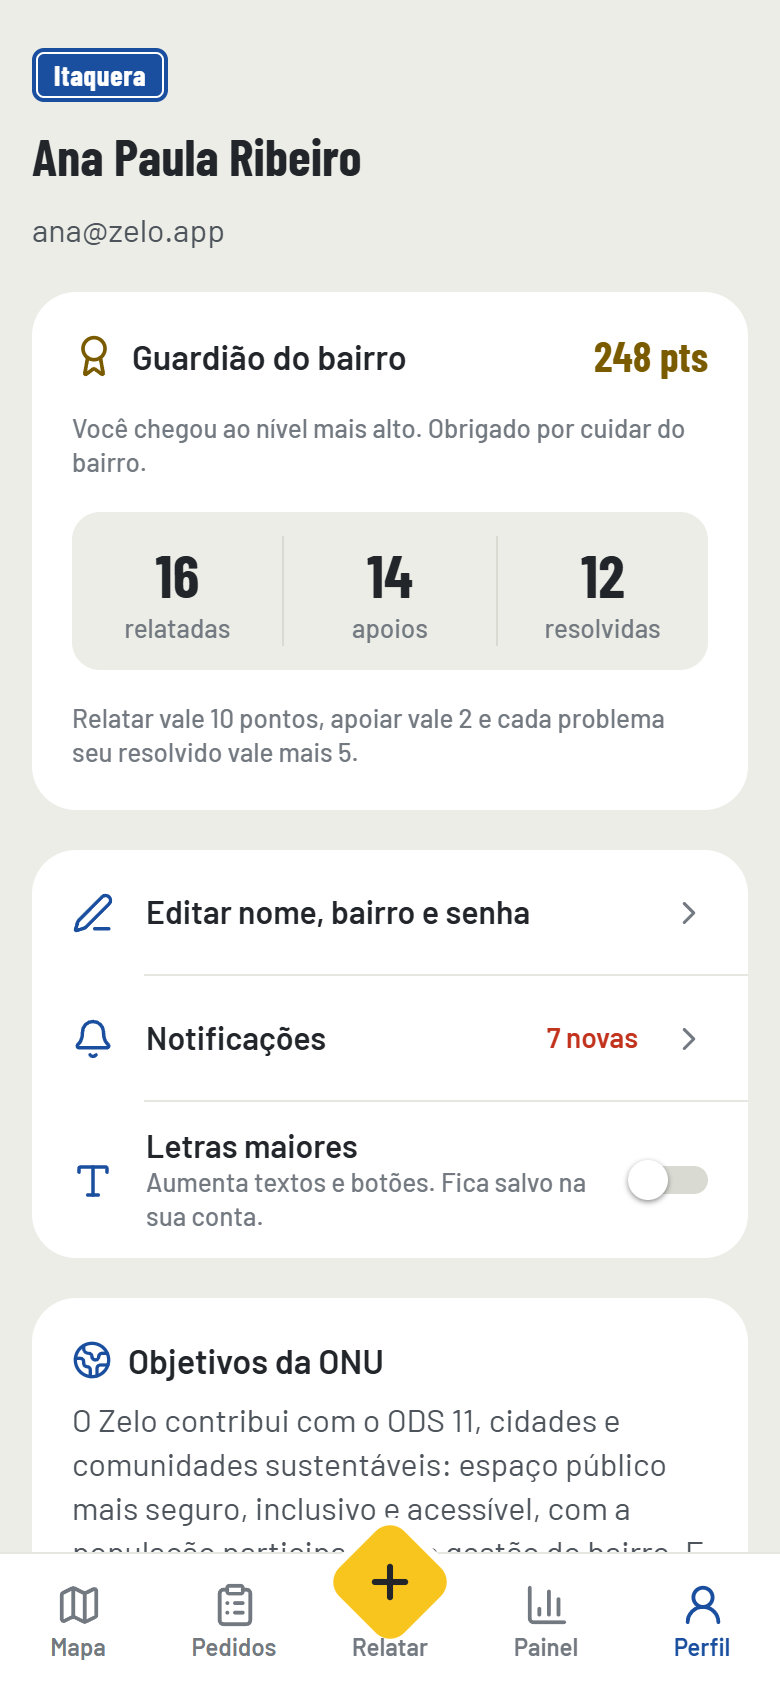 Itaquera
Ana Paula Ribeiro
ana@zelo.app
Guardião do bairro
248 pts
Você chegou ao nível mais alto. Obrigado por cuidar do
bairro.
16
relatadas
14
apoios
12
resolvidas
Relatar vale 10 pontos, apoiar vale 2 e cada problema
seu resolvido vale mais 5.
Editar nome, bairro e senha
Notificações
7 novas
Letras maiores
Aumenta textos e botões. Fica salvo na
sua conta.
Objetivos da ONU
O Zelo contribui com o ODS 11, cidades e
comunidades sustentáveis: espaço público
mais seguro, inclusivo e acessível, com a
Mapa
Pedidos
Relatar
Painel
Perfil